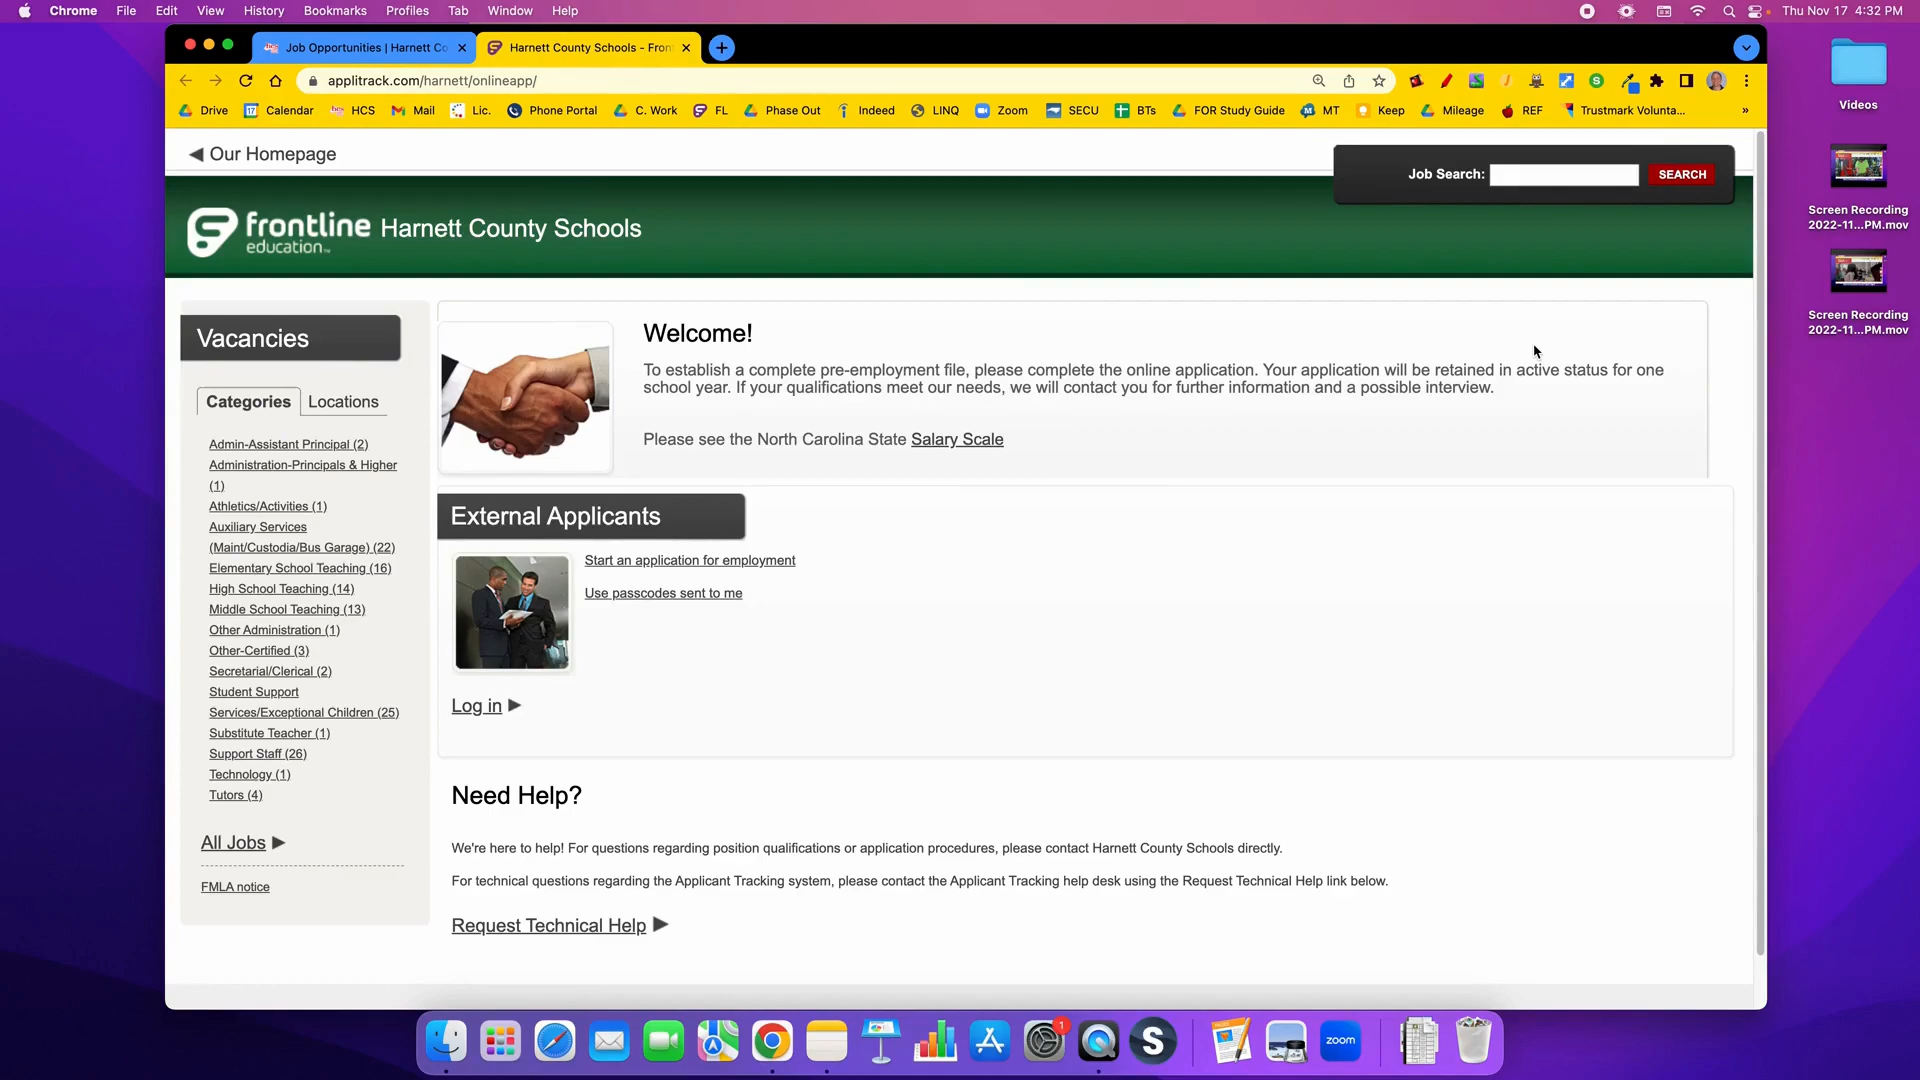 Chrome File Edit View History Bookmarks Profiles Tab Window Help Thu Nov 17 4:32 PM
Job Opportunities | Harnett Co
Harnett County Schools - Fron
applitrack.com/harnett/onlineapp/
Drive Calendar HCS Mail Lic. Phone Portal C. Work FL Phase Out Indeed LINQ Zoom SECU BTs FOR Study Guide MT Keep Mileage REF Trustmark Volunta... »
Videos
Screen Recording
2022-11...PM.mov
Screen Recording
2022-11...PM.mov
Our Homepage
Job Search: SEARCH
frontline
education™
Harnett County Schools
Vacancies
Categories Locations
Admin-Assistant Principal (2)
Administration-Principals & Higher
(1)
Athletics/Activities (1)
Auxiliary Services
(Maint/Custodia/Bus Garage) (22)
Elementary School Teaching (16)
High School Teaching (14)
Middle School Teaching (13)
Other Administration (1)
Other-Certified (3)
Secretarial/Clerical (2)
Student Support
Services/Exceptional Children (25)
Substitute Teacher (1)
Support Staff (26)
Technology (1)
Tutors (4)
All Jobs
FMLA notice
Welcome!
To establish a complete pre-employment file, please complete the online application. Your application will be retained in active status for one
school year. If your qualifications meet our needs, we will contact you for further information and a possible interview.
Please see the North Carolina State Salary Scale
External Applicants
Start an application for employment
Use passcodes sent to me
Log in
Need Help?
We're here to help! For questions regarding position qualifications or application procedures, please contact Harnett County Schools directly.
For technical questions regarding the Applicant Tracking system, please contact the Applicant Tracking help desk using the Request Technical Help link below.
Request Technical Help
1
S
zoom